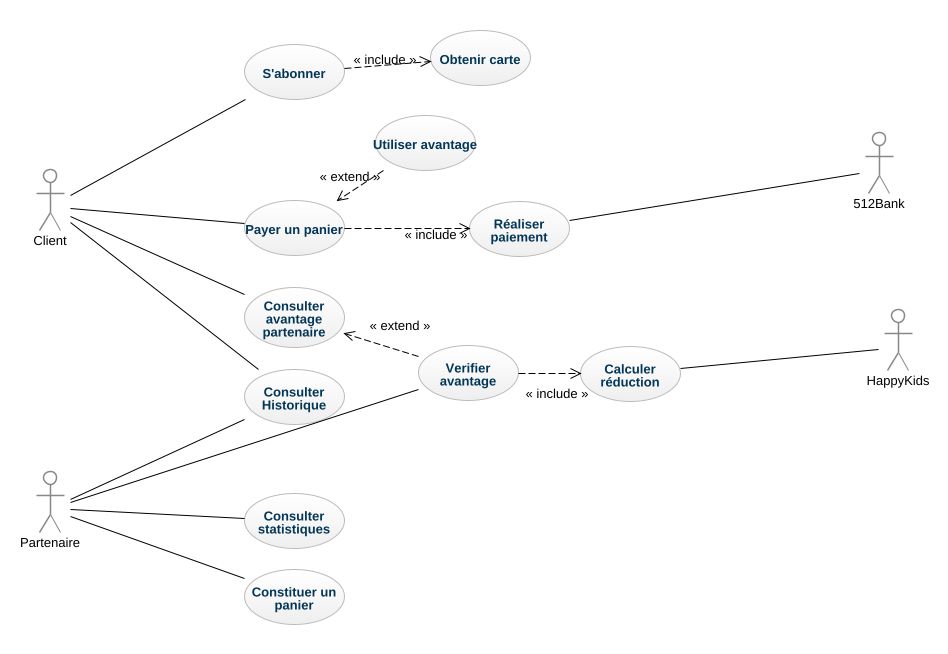 S'abonner
« include »
Obtenir carte
Utiliser avantage
« extend »
Client
Payer un panier
« include »
Réaliser
paiement
512Bank
Consulter
avantage
partenaire
« extend »
Verifier
avantage
« include »
Calculer
réduction
HappyKids
Consulter
Historique
Partenaire
Consulter
statistiques
Constituer un
panier